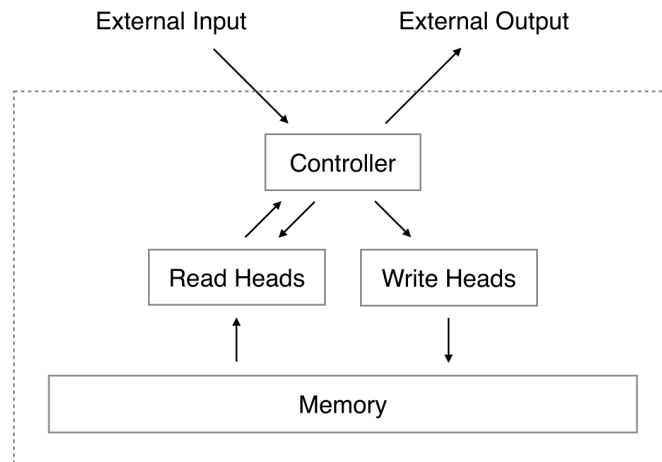 External Input
External Output
Controller
Read Heads
Write Heads
Memory